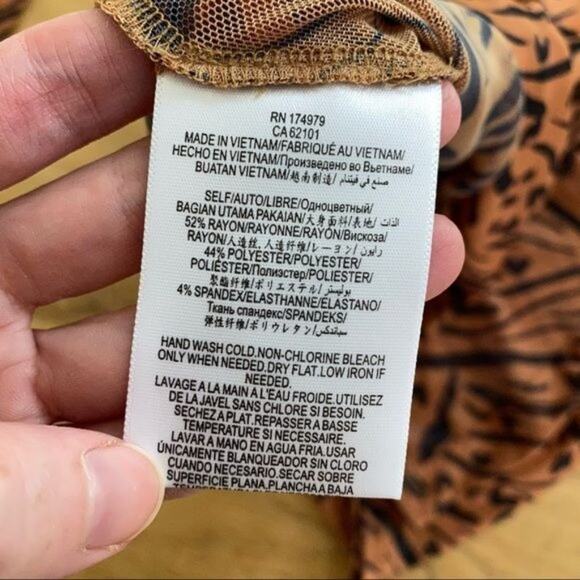 RN 174979
CA 62101
MADE IN VIETNAM/FABRIQUÉ AU VIETNAM/
HECHO EN VIETNAM/Произведено во Вьетнаме/
BUATAN VIETNAM/越南制造/ صنع في فيتنام/
SELF/AUTO/LIBRE/Одноцветный/
BAGIAN UTAMA PAKAIAN/大身面料/表地/ الذات/
52% RAYON/RAYONNE/RAYON/Вискоза/
RAYON/人造丝, 人造纤维/レーヨン/ رايون/
44% POLYESTER/POLYESTER/
POLIÉSTER/Полиэстер/POLIESTER/
聚酯纤维/ポリエステル/ بوليستر/
4% SPANDEX/ELASTHANNE/ELASTANO/
Ткань спандекс/SPANDEKS/
弹性纤维/ポリウレタン/ سباندكس/
HAND WASH COLD.NON-CHLORINE BLEACH
ONLY WHEN NEEDED.DRY FLAT.LOW IRON IF
NEEDED.
LAVAGE A LA MAIN A L'EAU FROIDE.UTILISEZ
DE LA JAVEL SANS CHLORE SI BESOIN.
SECHEZ A PLAT. REPASSER A BASSE
TEMPERATURE SI NECESSAIRE.
LAVAR A MANO EN AGUA FRIA.USAR
ÚNICAMENTE BLANQUEADOR SIN CLORO
CUANDO NECESARIO.SECAR SOBRE
SUPERFICIE PLANA.PLANCHA A BAJA